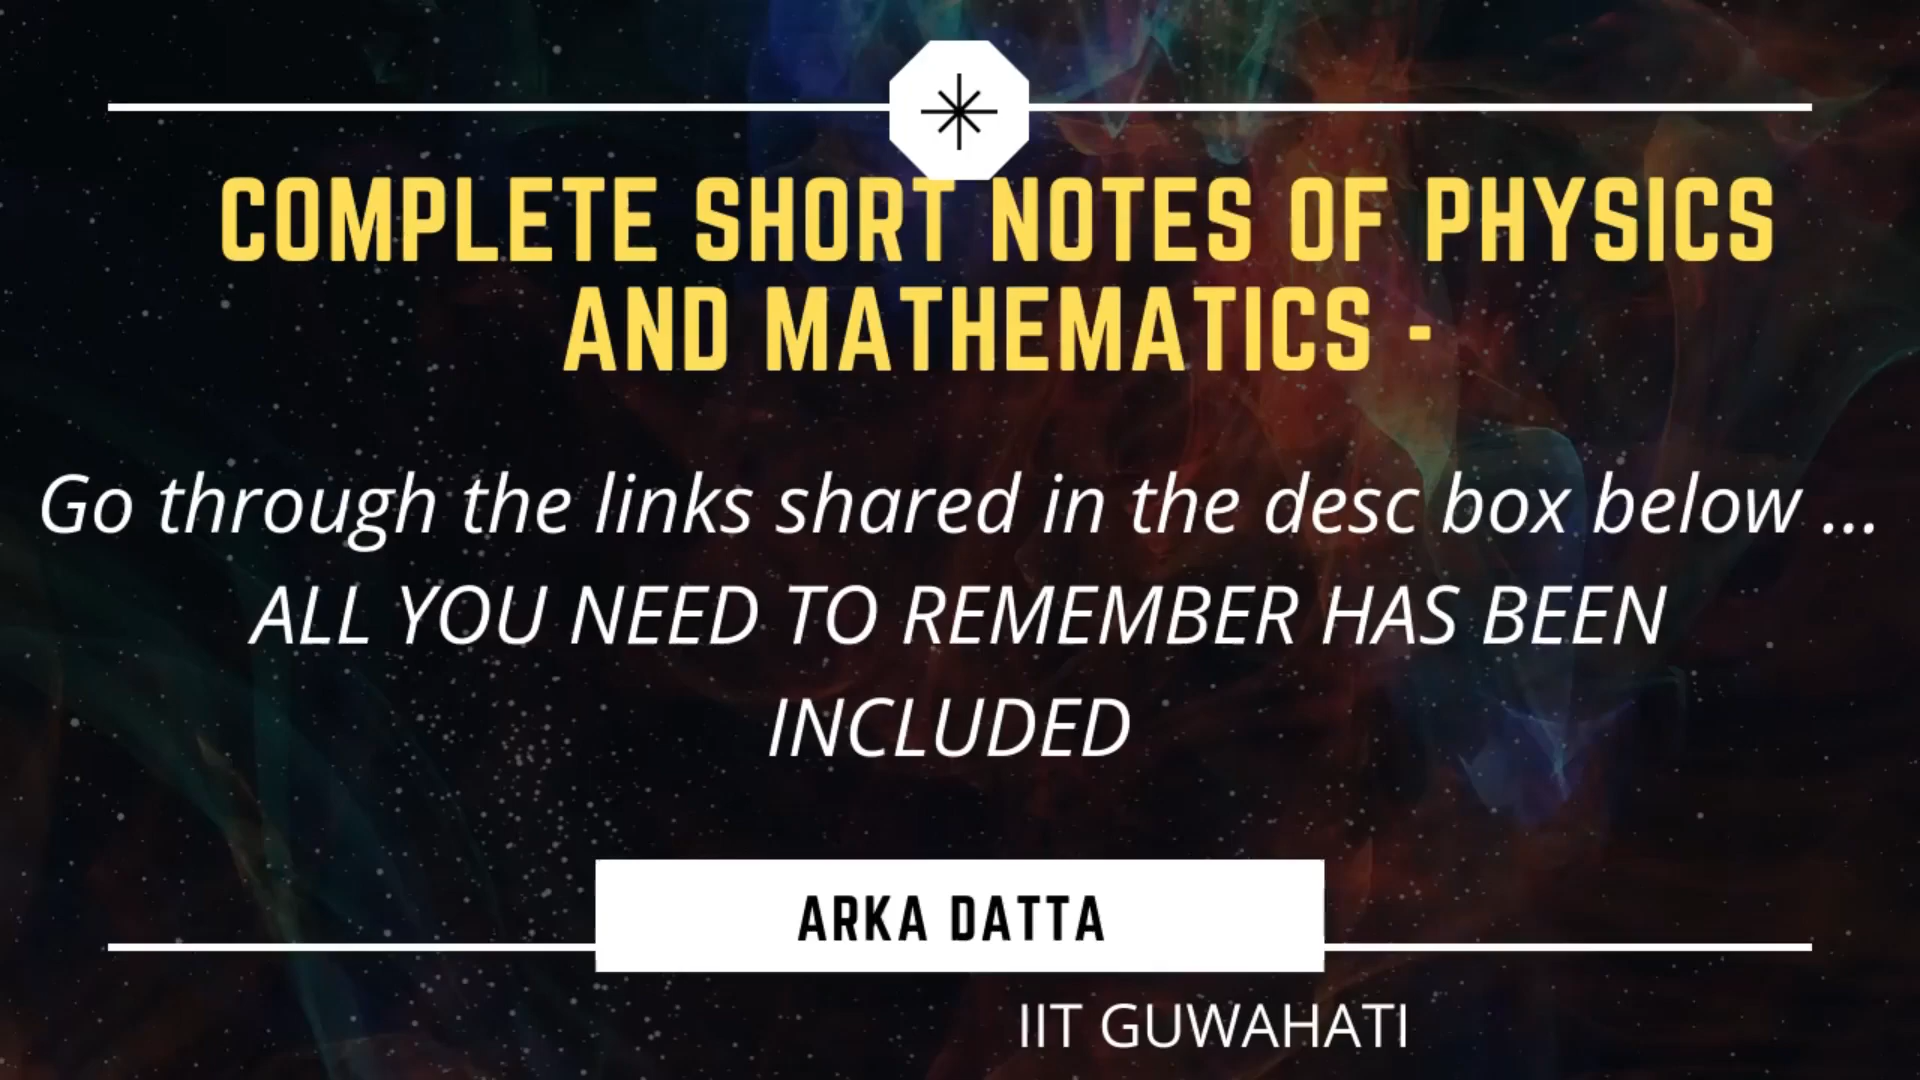 COMPLETE SHORT NOTES OF PHYSICS
AND MATHEMATICS -
Go through the links shared in the desc box below ...
ALL YOU NEED TO REMEMBER HAS BEEN
INCLUDED
ARKA DATTA
IIT GUWAHATI